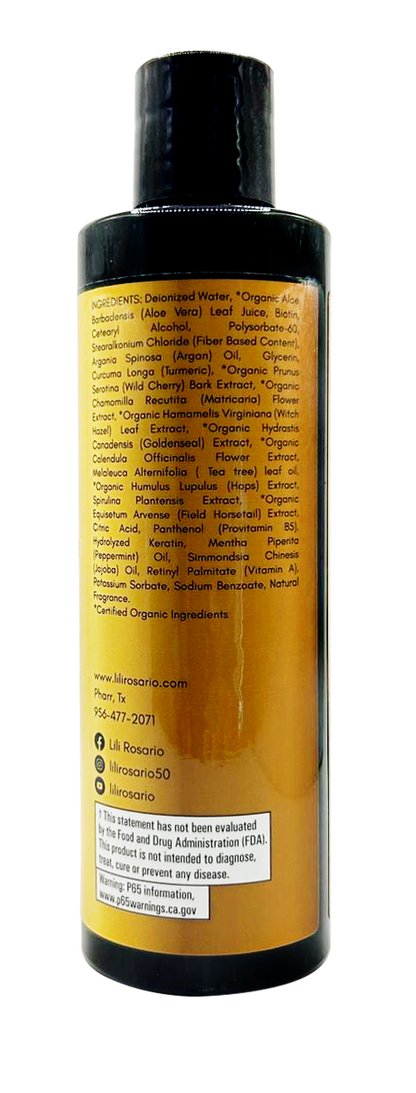 INGREDIENTS: Deionized Water, *Organic Aloe
Barbadensis (Aloe Vera) Leaf Juice, Biotin,
Cetearyl Alcohol, Polysorbate-60,
Stearalkonium Chloride (Fiber Based Content),
Argania Spinosa (Argan) Oil, Glycerin,
Curcuma Longa (Turmeric), *Organic Prunus
Serotina (Wild Cherry) Bark Extract, *Organic
Chamomilla Recutita (Matricaria) Flower
Extract, *Organic Hamamelis Virginiana (Witch
Hazel) Leaf Extract, *Organic Hydrastis
Canadensis (Goldenseal) Extract, *Organic
Calendula Officinalis Flower Extract,
Melaleuca Alternifolia ( Tea tree) leaf oil,
*Organic Humulus Lupulus (Hops) Extract,
Spirulina Plantensis Extract, *Organic
Equisetum Arvense (Field Horsetail) Extract,
Citric Acid, Panthenol (Provitamin B5),
Hydrolyzed Keratin, Mentha Piperita
(Peppermint) Oil, Simmondsia Chinesis
(Jojoba) Oil, Retinyl Palmitate (Vitamin A),
Potassium Sorbate, Sodium Benzoate, Natural
Fragrance.
*Certified Organic Ingredients
www.lilirosario.com
Pharr, Tx
956-477-2071
Lili Rosario
lilirosario50
lilirosario
† This statement has not been evaluated
by the Food and Drug Administration (FDA).
This product is not intended to diagnose,
treat, cure or prevent any disease.
Warning: P65 information,
www.p65warnings.ca.gov